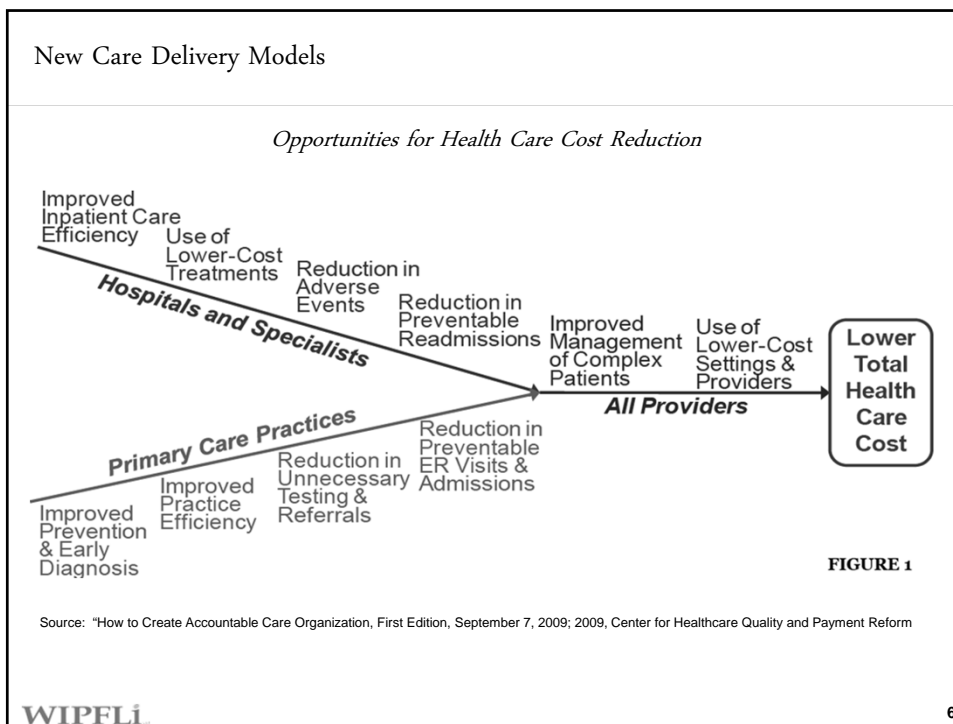 New Care Delivery Models
Opportunities for Health Care Cost Reduction
Improved
Inpatient Care
Efficiency
Use of
Lower-Cost
Treatments
Reduction in
Adverse
Events
Reduction in
Preventable
Readmissions
Hospitals and Specialists
Improved
Management
of Complex
Patients
Use of
Lower-Cost
Settings &
Providers
All Providers
Lower
Total
Health
Care
Cost
Primary Care Practices
Improved
Prevention
& Early
Diagnosis
Improved
Practice
Efficiency
Reduction in
Unnecessary
Testing &
Referrals
Reduction in
Preventable
ER Visits &
Admissions
FIGURE 1
Source: "How to Create Accountable Care Organization, First Edition, September 7, 2009; 2009, Center for Healthcare Quality and Payment Reform
WIPFLi
6